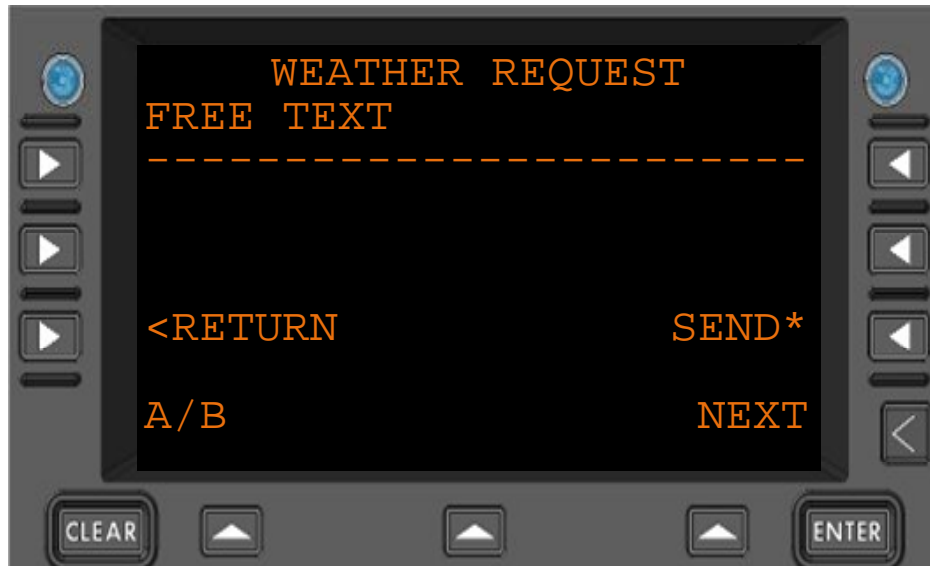 WEATHER REQUEST
FREE TEXT
---------------------------
<RETURN SEND*
A/B NEXT
CLEAR ENTER